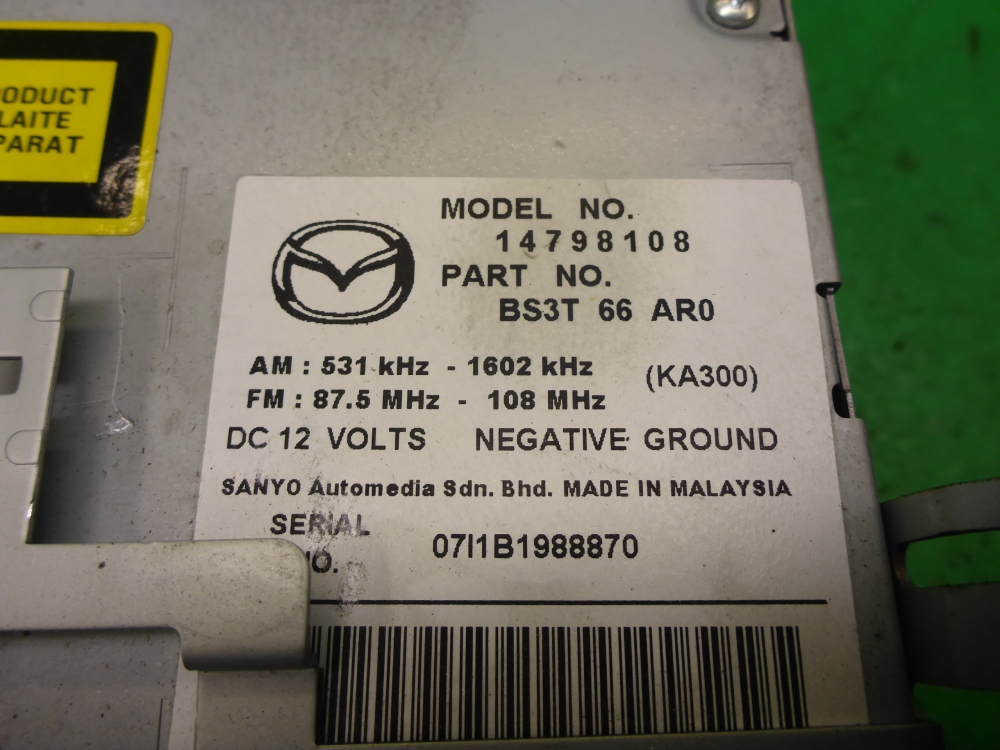 ODUCT
LAITE
PARAT
MODEL NO.
14798108
PART NO.
BS3T 66 AR0
AM : 531 kHz - 1602 kHz
(KA300)
FM : 87.5 MHz - 108 MHz
DC 12 VOLTS NEGATIVE GROUND
SANYO Automedia Sdn. Bhd. MADE IN MALAYSIA
SERIAL
NO.
07I1B1988870